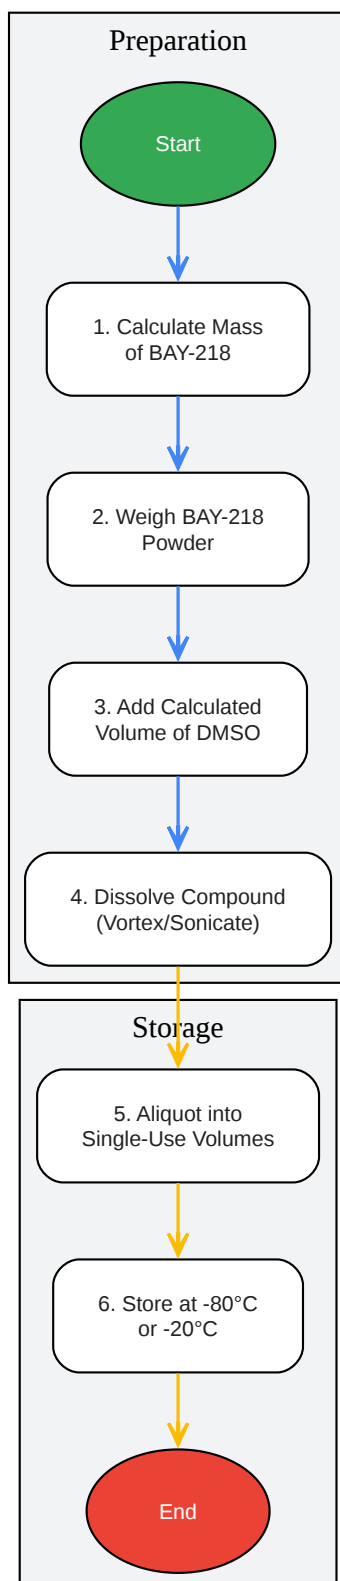 Preparation
Start
1. Calculate Mass
of BAY-218
2. Weigh BAY-218
Powder
3. Add Calculated
Volume of DMSO
4. Dissolve Compound
(Vortex/Sonicate)
Storage
5. Aliquot into
Single-Use Volumes
6. Store at -80°C
or -20°C
End